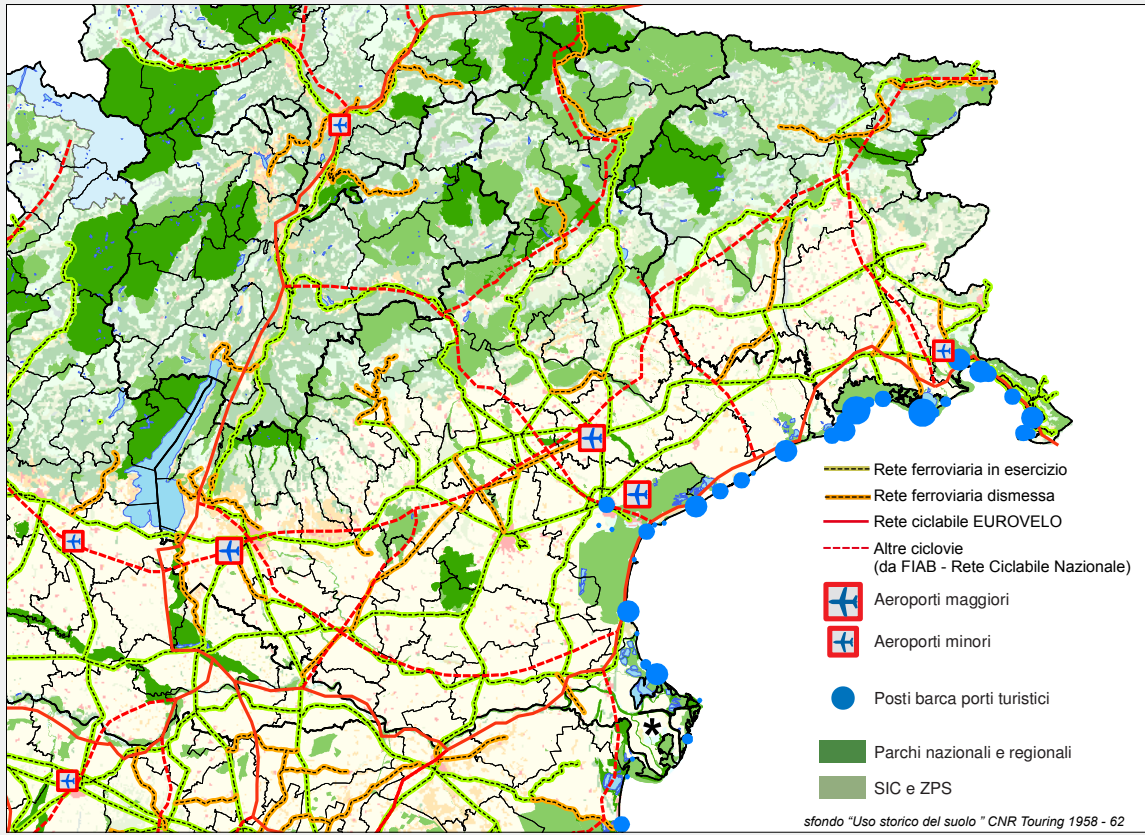 Rete ferroviaria in esercizio
Rete ferroviaria dismessa
Rete ciclabile EUROVELO
Altre ciclovie
(da FIAB - Rete Ciclabile Nazionale)
Aeroporti maggiori
Aeroporti minori
Posti barca porti turistici
Parchi nazionali e regionali
SIC e ZPS
*
sfondo “Uso storico del suolo ” CNR Touring 1958 - 62